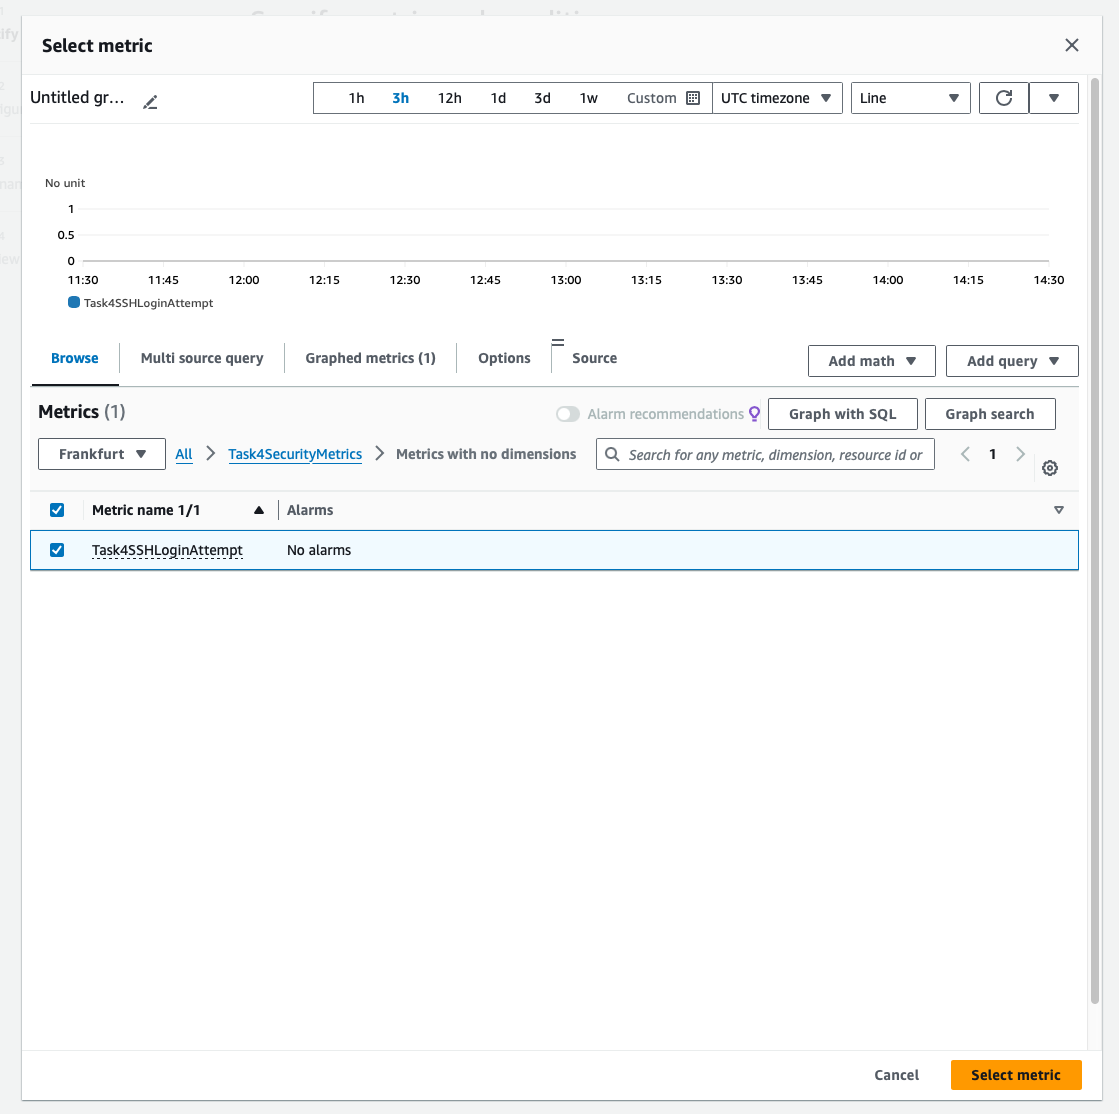 Select metric
Untitled gr...
1h 3h 12h 1d 3d 1w Custom UTC timezone Line
No unit
1
0.5
0
11:30 11:45 12:00 12:15 12:30 12:45 13:00 13:15 13:30 13:45 14:00 14:15 14:30
Task4SSHLoginAttempt
Browse Multi source query Graphed metrics (1) Options Source Add math Add query
Metrics (1) Alarm recommendations Graph with SQL Graph search
Frankfurt All Task4SecurityMetrics Metrics with no dimensions Search for any metric, dimension, resource id or 1
Metric name 1/1 Alarms
Task4SSHLoginAttempt No alarms
Cancel Select metric